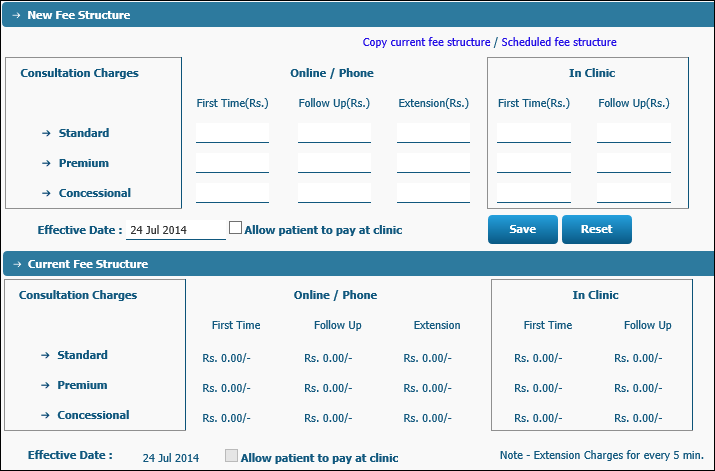 → New Fee Structure
Copy current fee structure / Scheduled fee structure
Consultation Charges Online / Phone In Clinic
First Time(Rs.) Follow Up(Rs.) Extension(Rs.) First Time(Rs.) Follow Up(Rs.)
→ Standard
→ Premium
→ Concessional
Effective Date : 24 Jul 2014 Allow patient to pay at clinic Save Reset
→ Current Fee Structure
Consultation Charges Online / Phone In Clinic
First Time Follow Up Extension First Time Follow Up
→ Standard Rs. 0.00/- Rs. 0.00/- Rs. 0.00/- Rs. 0.00/- Rs. 0.00/-
→ Premium Rs. 0.00/- Rs. 0.00/- Rs. 0.00/- Rs. 0.00/- Rs. 0.00/-
→ Concessional Rs. 0.00/- Rs. 0.00/- Rs. 0.00/- Rs. 0.00/- Rs. 0.00/-
Effective Date : 24 Jul 2014 Allow patient to pay at clinic Note - Extension Charges for every 5 min.